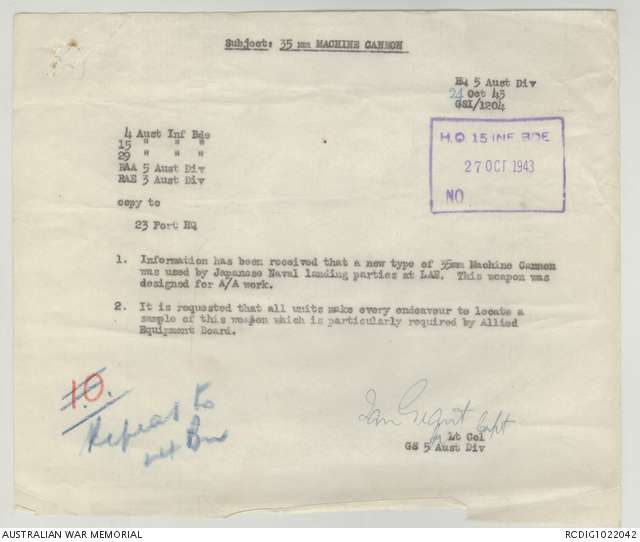 Subject: 35 mm MACHINE CANNON
HQ 5 Aust Div
24 Oct 43
GSI/1204
4 Aust Inf Bde
15 " " "
29 " " "
RAA 5 Aust Div
RAE 3 Aust Div
copy to
23 Port HQ
H.Q 15 INF. BDE
27 OCT 1943
NO
1. Information has been received that a new type of 35mm Machine Cannon
was used by Japanese Naval landing parties at LAE. This weapon was
designed for A/A work.
2. It is requested that all units make every endeavour to locate a
sample of this weapon which is particularly required by Allied
Equipment Board.
I.O.
Repeat to
Bn
Capt
Lt Col
GS 5 Aust Div
AUSTRALIAN WAR MEMORIAL
RCDIG1022042